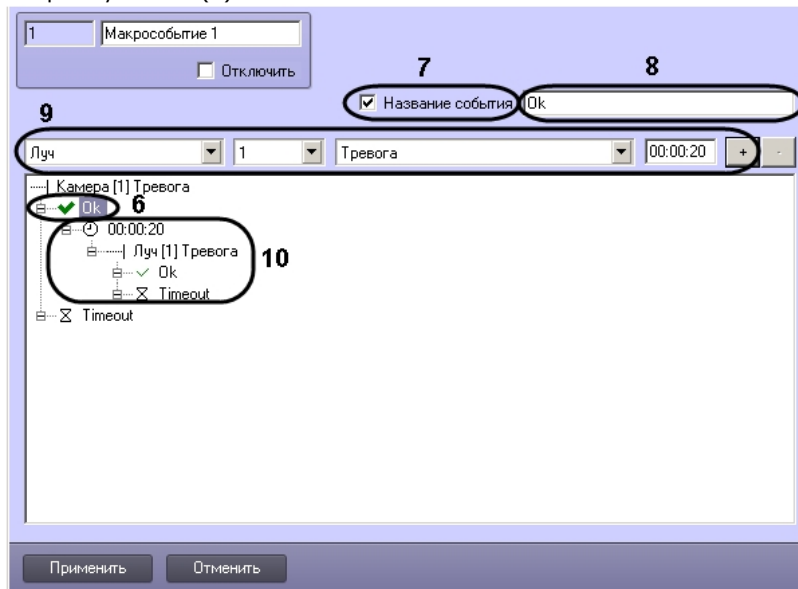 1 Макрособытие 1
Отключить
7 8
Название события Ok
9
Луч 1 Тревога 00:00:20 + -
Камера [1] Тревога
Ok 6
00:00:20
Луч [1] Тревога 10
Ok
Timeout
Timeout
Применить Отменить